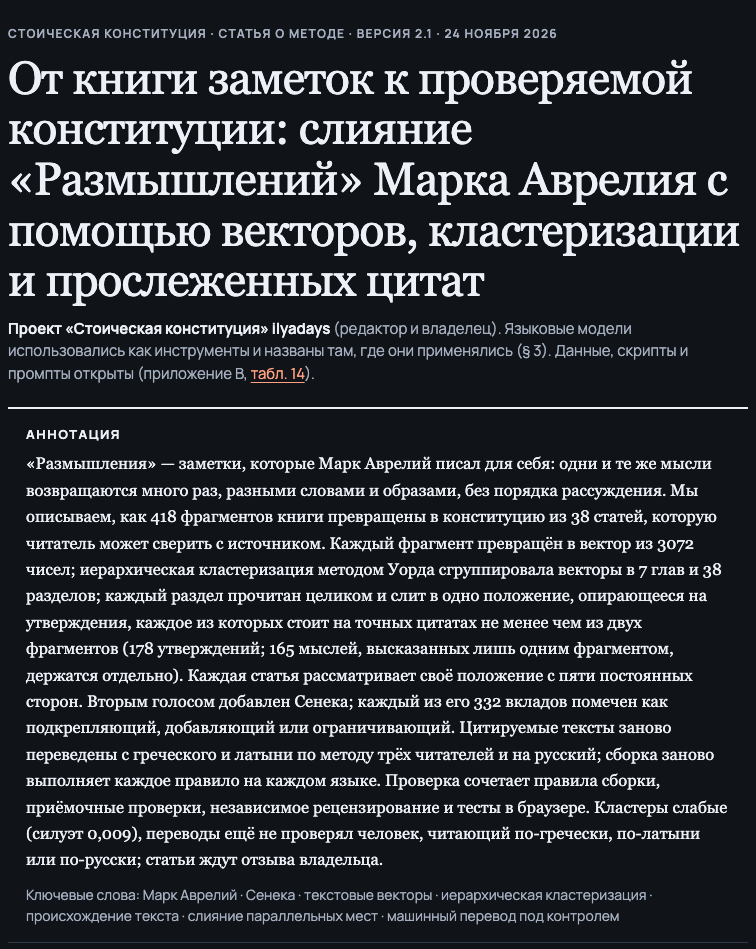 СТОИЧЕСКАЯ КОНСТИТУЦИЯ · СТАТЬЯ О МЕТОДЕ · ВЕРСИЯ 2.1 · 24 НОЯБРЯ 2026
От книги заметок к проверяемой
конституции: слияние
«Размышлений» Марка Аврелия с
помощью векторов, кластеризации
и прослеженных цитат
Проект «Стоическая конституция» ilyadays (редактор и владелец). Языковые модели
использовались как инструменты и названы там, где они применялись (§ 3). Данные, скрипты и
промпты открыты (приложение B, табл. 14).
АННОТАЦИЯ
«Размышления» — заметки, которые Марк Аврелий писал для себя: одни и те же мысли
возвращаются много раз, разными словами и образами, без порядка рассуждения. Мы
описываем, как 418 фрагментов книги превращены в конституцию из 38 статей, которую
читатель может сверить с источником. Каждый фрагмент превращён в вектор из 3072
чисел; иерархическая кластеризация методом Уорда сгруппировала векторы в 7 глав и 38
разделов; каждый раздел прочитан целиком и слит в одно положение, опирающееся на
утверждения, каждое из которых стоит на точных цитатах не менее чем из двух
фрагментов (178 утверждений; 165 мыслей, высказанных лишь одним фрагментом,
держатся отдельно). Каждая статья рассматривает своё положение с пяти постоянных
сторон. Вторым голосом добавлен Сенека; каждый из его 332 вкладов помечен как
подкрепляющий, добавляющий или ограничивающий. Цитируемые тексты заново
переведены с греческого и латыни по методу трёх читателей и на русский; сборка заново
выполняет каждое правило на каждом языке. Проверка сочетает правила сборки,
приёмочные проверки, независимое рецензирование и тесты в браузере. Кластеры слабые
(силуэт 0,009), переводы ещё не проверял человек, читающий по-гречески, по-латыни
или по-русски; статьи ждут отзыва владельца.
Ключевые слова: Марк Аврелий · Сенека · текстовые векторы · иерархическая кластеризация ·
происхождение текста · слияние параллельных мест · машинный перевод под контролем